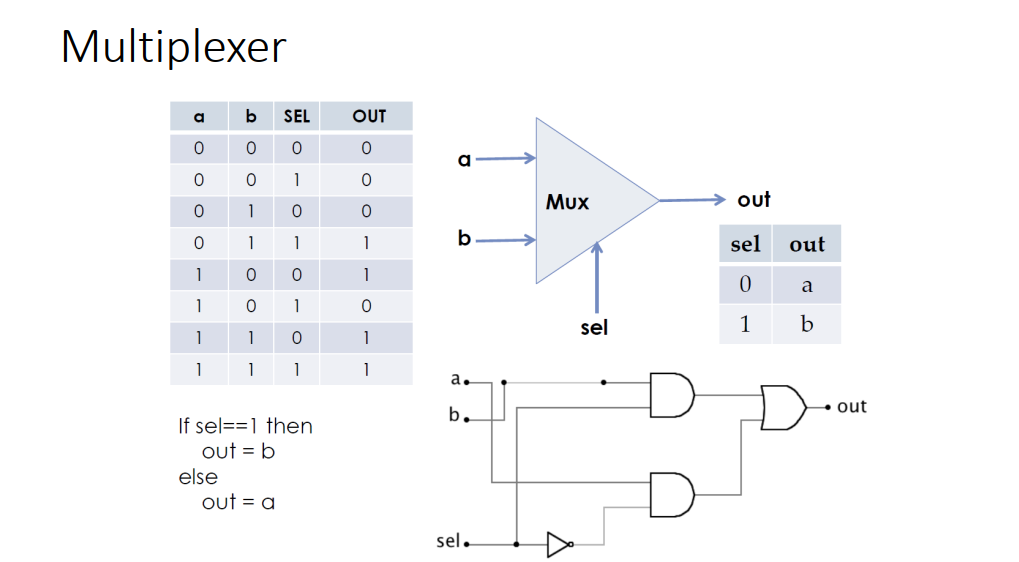 Multiplexer
a b SEL OUT
0 0 0 0
0 0 1 0
0 1 0 0
0 1 1 1
1 0 0 1
1 0 1 0
1 1 0 1
1 1 1 1
If sel==1 then
out = b
else
out = a
a
b
Mux
out
sel
sel out
0 a
1 b
a
b
sel
out